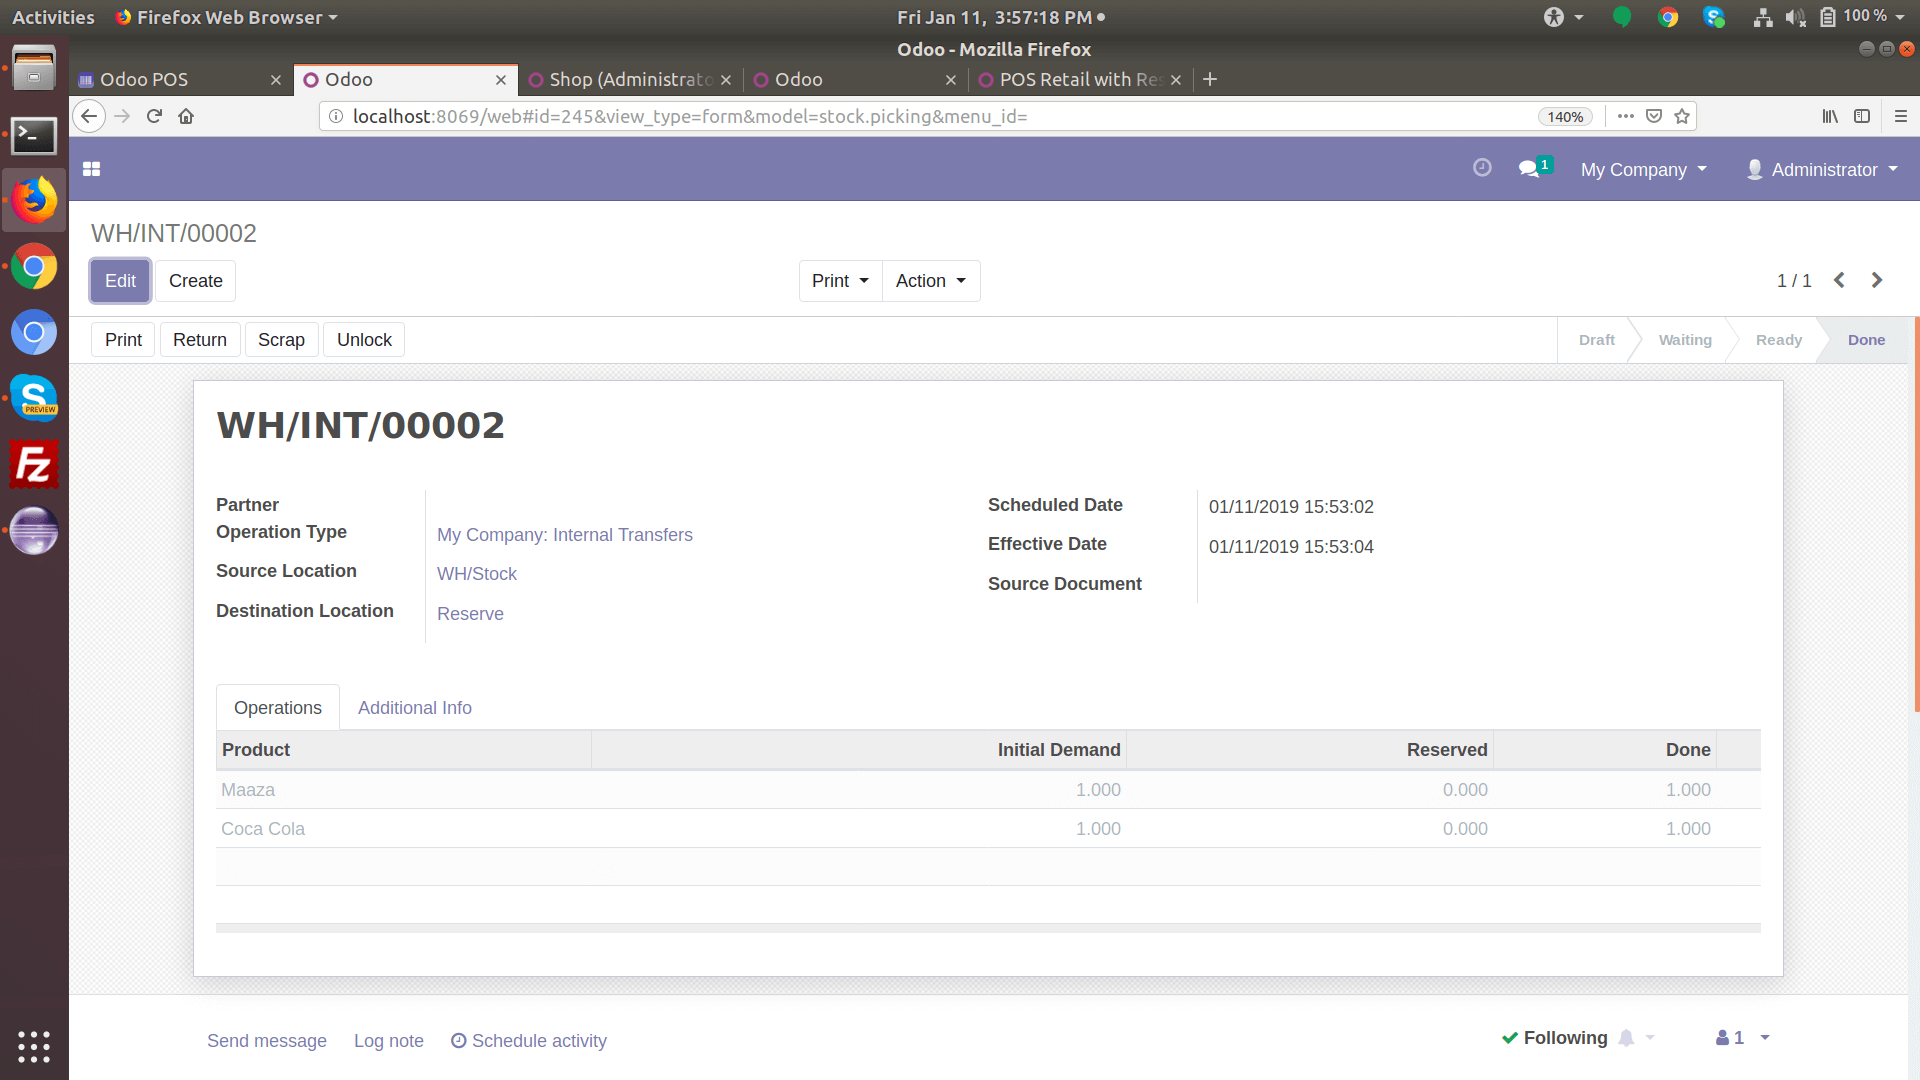 Activities Firefox Web Browser Fri Jan 11, 3:57:18 PM 100 %
Odoo - Mozilla Firefox
Odoo POS Odoo Shop (Administrato Odoo POS Retail with Res
localhost:8069/web#id=245&view_type=form&model=stock.picking&menu_id= 140%
1 My Company Administrator
WH/INT/00002
Edit Create Print Action 1 / 1
Print Return Scrap Unlock Draft Waiting Ready Done
WH/INT/00002
Partner
Operation Type My Company: Internal Transfers
Source Location WH/Stock
Destination Location Reserve
Scheduled Date 01/11/2019 15:53:02
Effective Date 01/11/2019 15:53:04
Source Document
Operations Additional Info
Product Initial Demand Reserved Done
Maaza 1.000 0.000 1.000
Coca Cola 1.000 0.000 1.000
Send message Log note Schedule activity Following 1
S PREVIEW
Fz